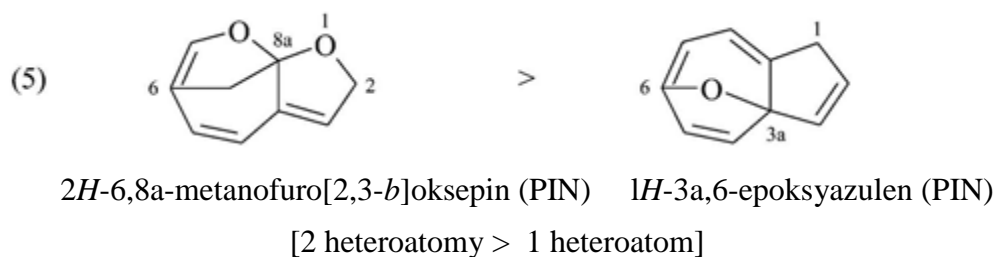 (5) 6 O 8a 1 O 2 > 6 O 1 3a
2H-6,8a-metanofuro[2,3-b]oksepin (PIN) 1H-3a,6-epoksyazulen (PIN)
[2 heteroatomy > 1 heteroatom]